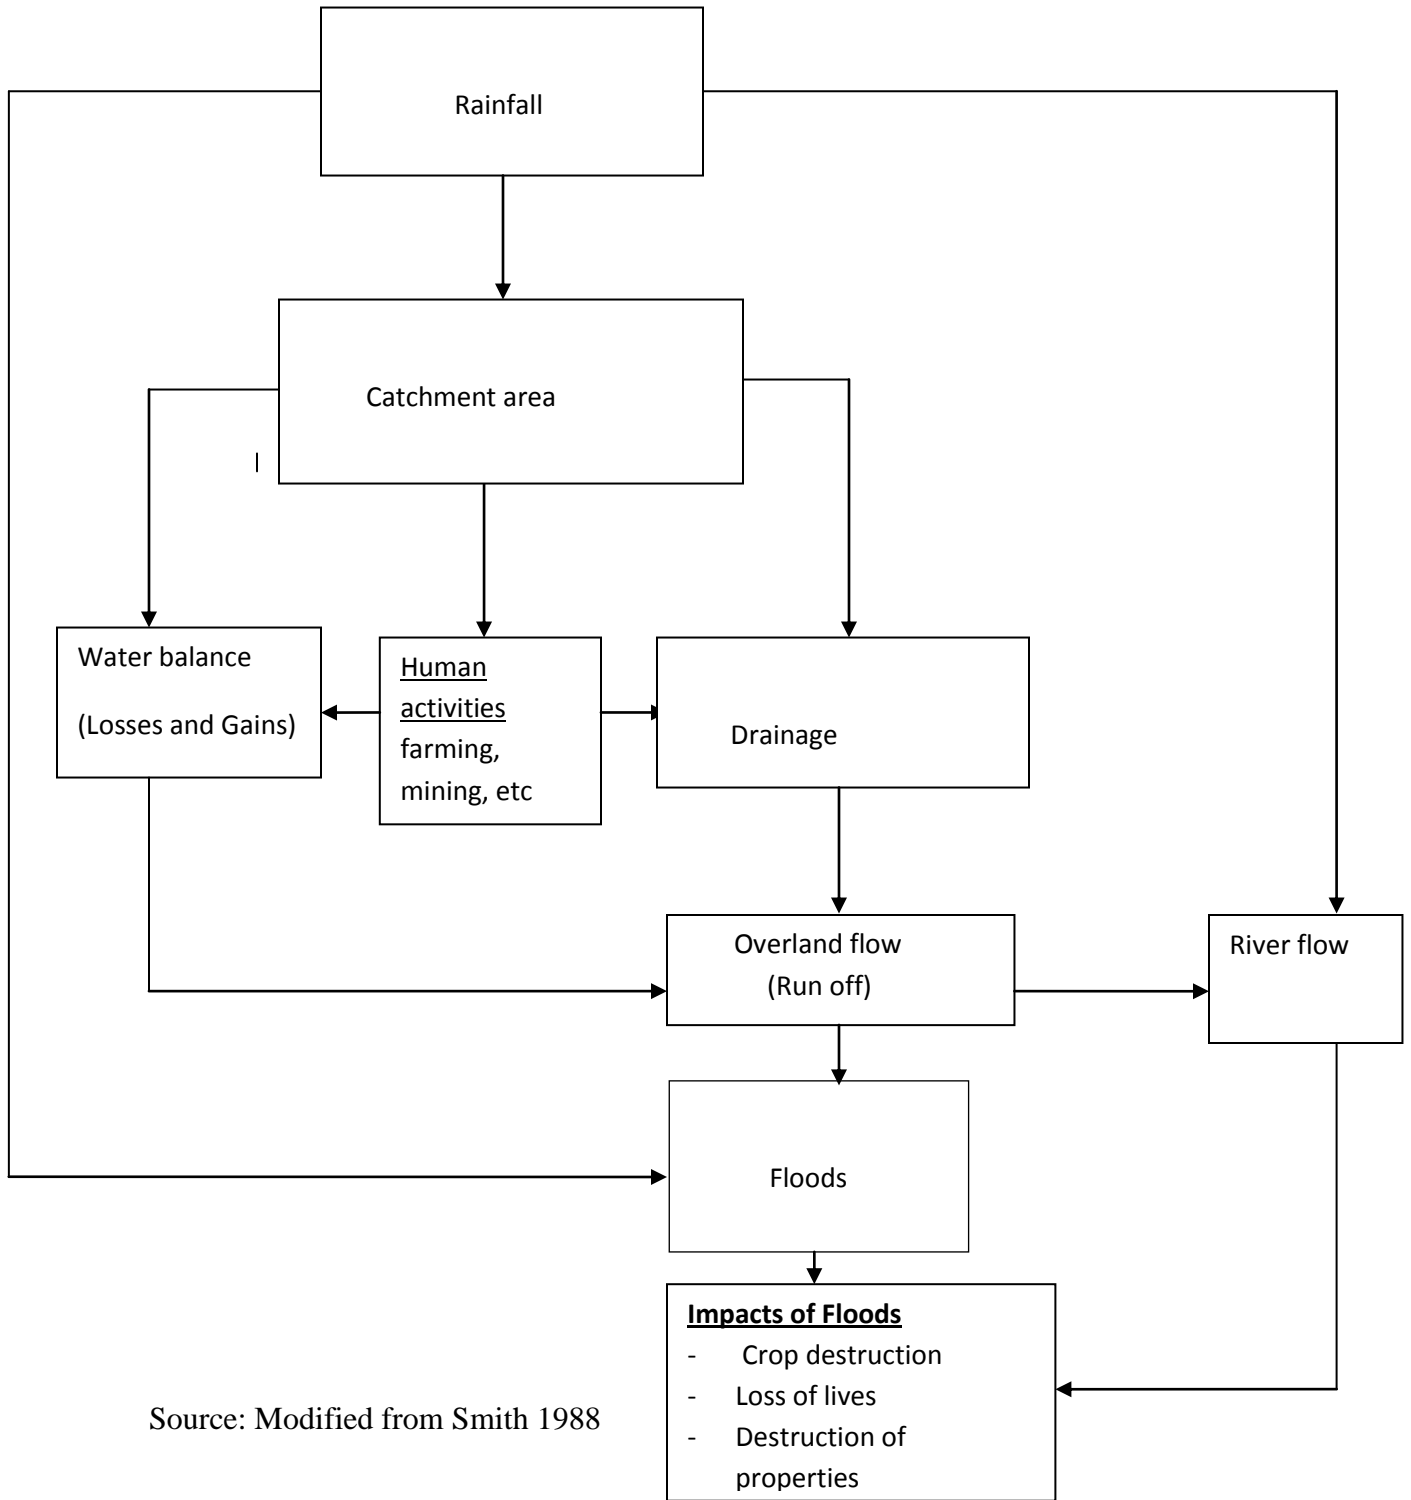 Rainfall
Catchment area
Water balance
(Losses and Gains)
Human
activities
farming,
mining, etc
Drainage
Overland flow
(Run off)
River flow
Floods
Impacts of Floods
- Crop destruction
- Loss of lives
- Destruction of
properties
Source: Modified from Smith 1988